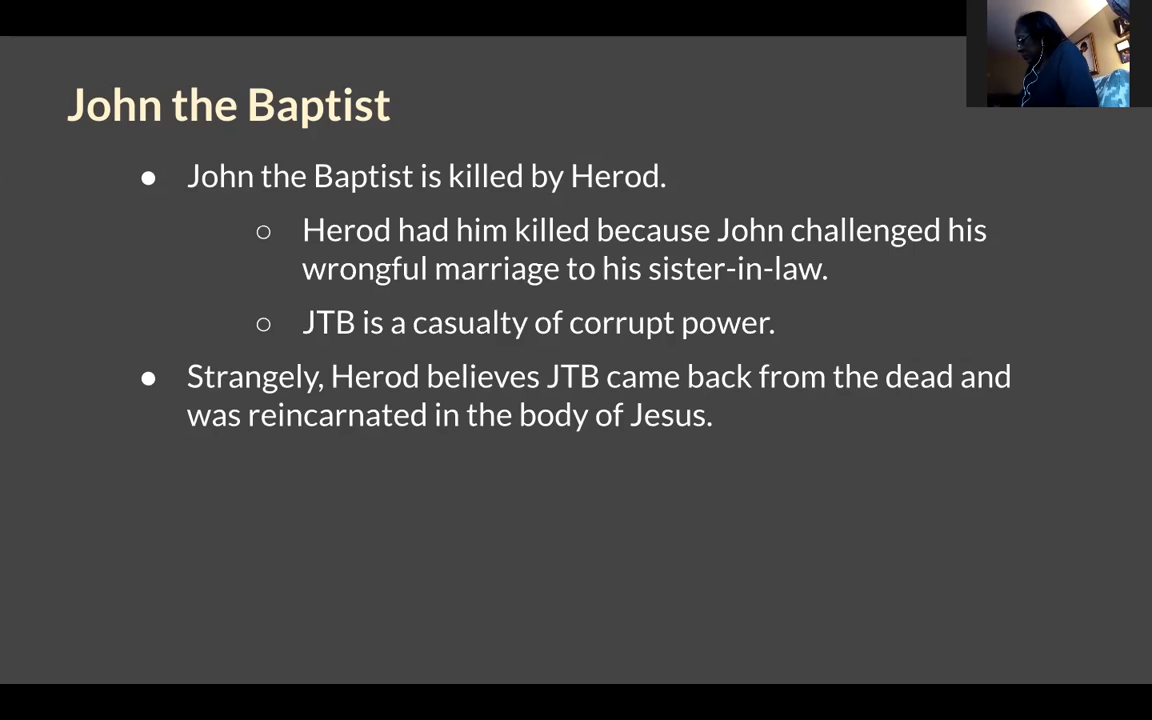 John the Baptist
● John the Baptist is killed by Herod.
○ Herod had him killed because John challenged his
wrongful marriage to his sister-in-law.
○ JTB is a casualty of corrupt power.
● Strangely, Herod believes JTB came back from the dead and
was reincarnated in the body of Jesus.